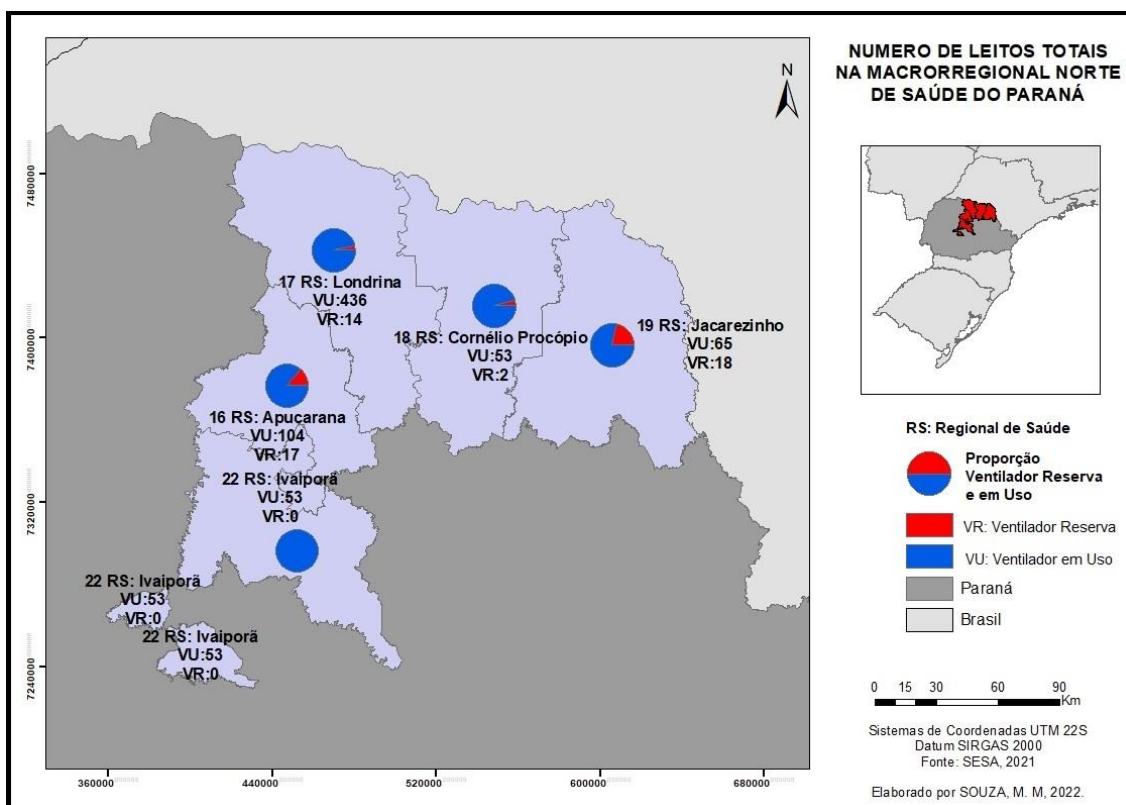 NUMERO DE LEITOS TOTAIS
NA MACRORREGIONAL NORTE
DE SAÚDE DO PARANÁ
N
7480000
7400000
7320000
7240000
360000
440000
520000
600000
680000
17 RS: Londrina
VU:436
VR:14
18 RS: Cornélio Procópio
VU:53
VR:2
19 RS: Jacarezinho
VU:65
VR:18
16 RS: Apucarana
VU:104
VR:17
22 RS: Ivaiporã
VU:53
VR:0
22 RS: Ivaiporã
VU:53
VR:0
22 RS: Ivaiporã
VU:53
VR:0
RS: Regional de Saúde
Proporção
Ventilador Reserva
e em Uso
VR: Ventilador Reserva
VU: Ventilador em Uso
Paraná
Brasil
0 15 30 60 90
Km
Sistemas de Coordenadas UTM 22S
Datum SIRGAS 2000
Fonte: SESA, 2021
Elaborado por SOUZA, M. M, 2022.